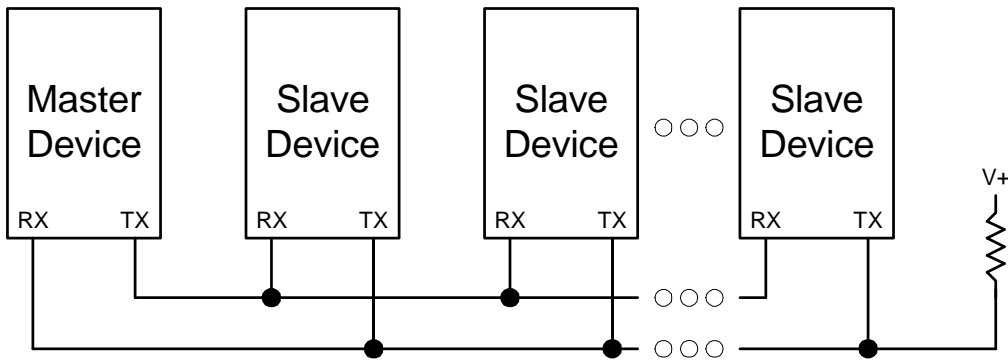 Master
Device
Slave
Device
Slave
Device
Slave
Device
V+
RX TX
RX TX
RX TX
RX TX